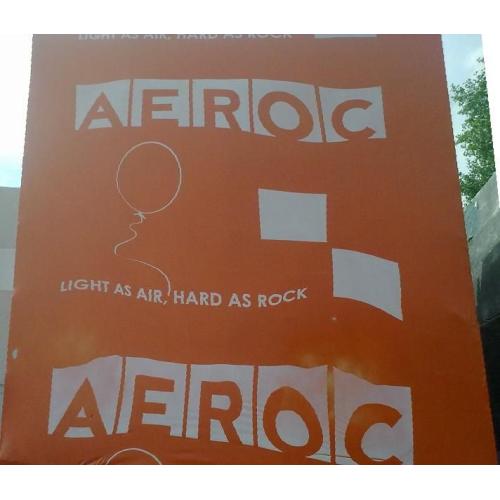 LIGHT AS AIR, HARD AS ROCK
AEROC
LIGHT AS AIR, HARD AS ROCK
AEROC